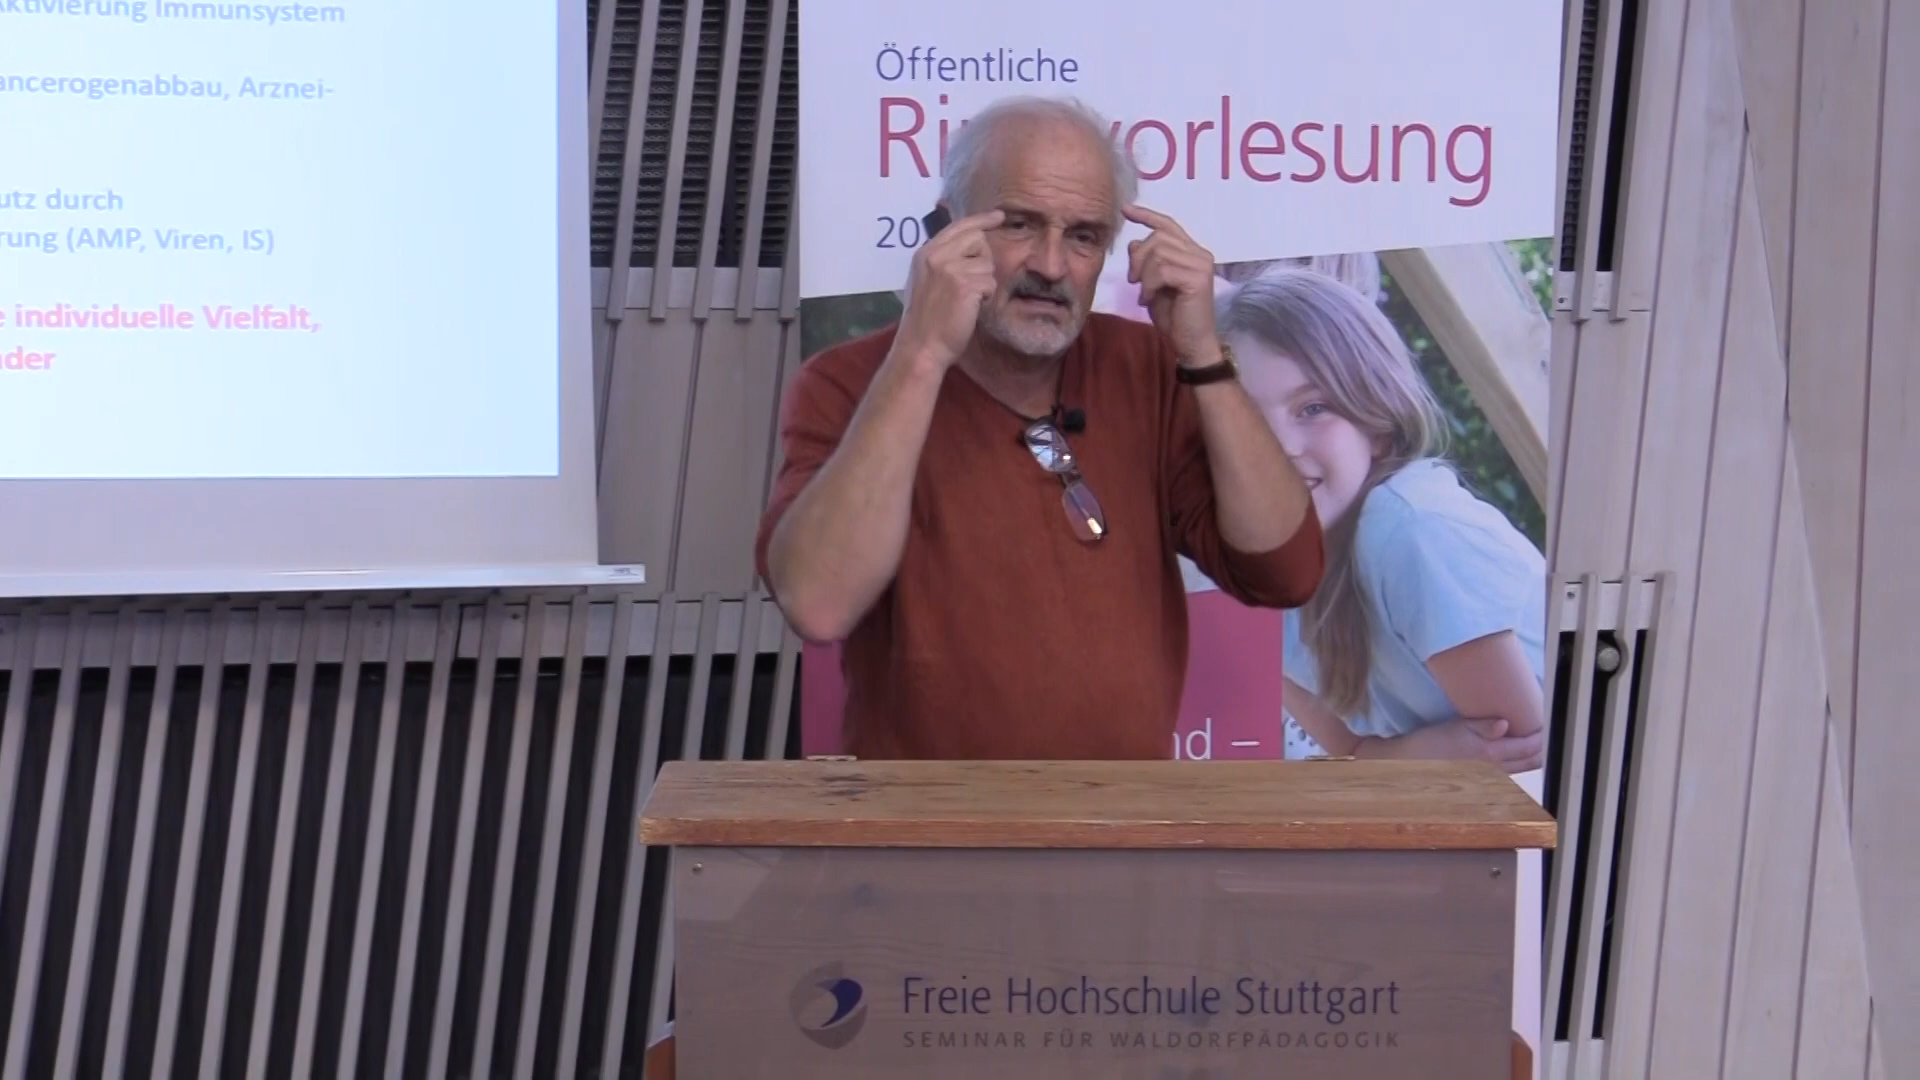 Aktivierung Immunsystem
ancerogenabbau, Arznei-
utz durch
rung (AMP, Viren, IS)
e individuelle Vielfalt,
nder
Öffentliche
Ri vorlesung
20
nd –
Freie Hochschule Stuttgart
SEMINAR FÜR WALDORFPÄDAGOGIK